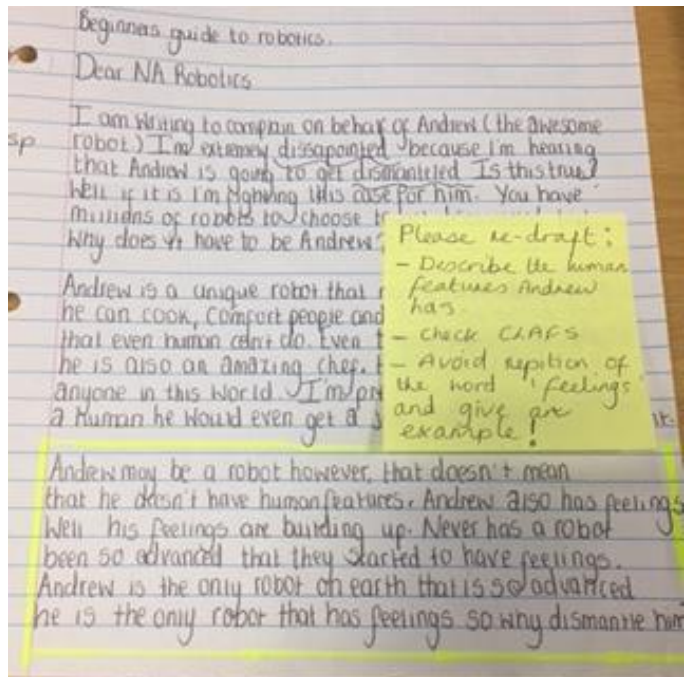 Beginners guide to robotics.
Dear NA Robotics
I am writing to complain on behalf of Andrew (the awesome
sp robot) I'm extremey dissapointed because I'm hearing
that Andrew is going to get dismanteled Is this true?
Well if it is I'm fighting this case for him. You have
millions of robots to choose
Why does it have to be Andrew?
Andrew is a unique robot that
he can cook, comfort people and
that even human can't do. Even
he is also an amazing chef.
anyone in this world. I'm
a human he would even get a
it.
Please re-draft:
- Describe the human
features Andrew
has.
- Check CLAPS
- Avoid repition of
the word 'feelings'
and give an
example!
Andrew may be a robot however, that doesn't mean
that he doesn't have human features. Andrew also has feelings
Well his feelings are building up. Never has a robot
been so advanced that they started to have feelings.
Andrew is the only robot on earth that is so advanced
he is the only robot that has feelings so why dismantle him